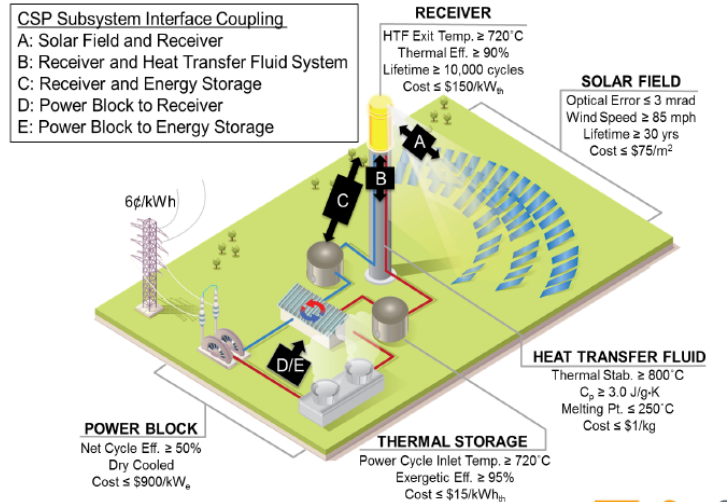 CSP Subsystem Interface Coupling
A: Solar Field and Receiver
B: Receiver and Heat Transfer Fluid System
C: Receiver and Energy Storage
D: Power Block to Receiver
E: Power Block to Energy Storage
RECEIVER
HTF Exit Temp. ≥ 720˚C
Thermal Eff. ≥ 90%
Lifetime ≥ 10,000 cycles
Cost ≤ $150/kWth
SOLAR FIELD
Optical Error ≤ 3 mrad
Wind Speed ≥ 85 mph
Lifetime ≥ 30 yrs
Cost ≤ $75/m²
A
B
C
6¢/kWh
D/E
HEAT TRANSFER FLUID
Thermal Stab. ≥ 800˚C
Cp ≥ 3.0 J/g-K
Melting Pt. ≤ 250˚C
Cost ≤ $1/kg
POWER BLOCK
Net Cycle Eff. ≥ 50%
Dry Cooled
Cost ≤ $900/kWe
THERMAL STORAGE
Power Cycle Inlet Temp. ≥ 720˚C
Exergetic Eff. ≥ 95%
Cost ≤ $15/kWhth